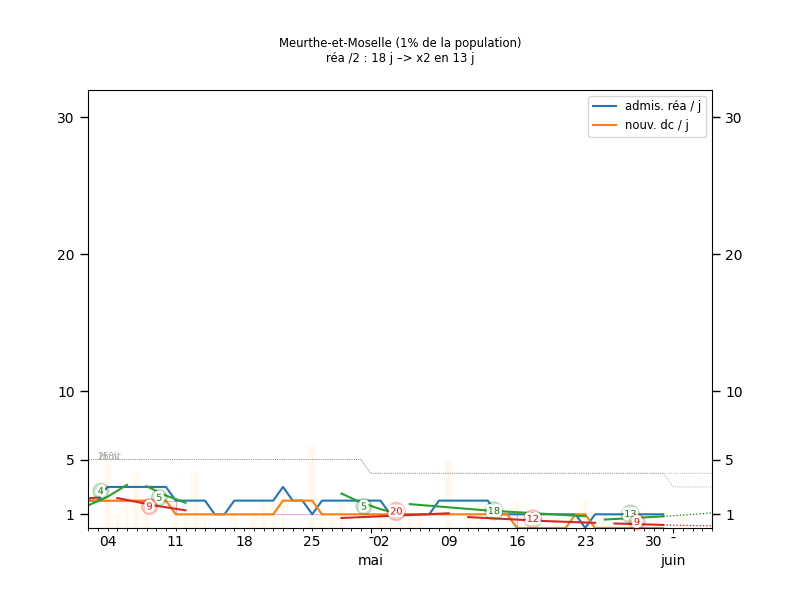 Meurthe-et-Moselle (1% de la population)
réa /2 : 18 j –> x2 en 13 j
admis. réa / j
nouv. dc / j
30 30
20 20
10 10
5 5
4 5 9 5 20 18 12 13 9
1 1
04 11 18 25 02 09 16 23 30
mai juin